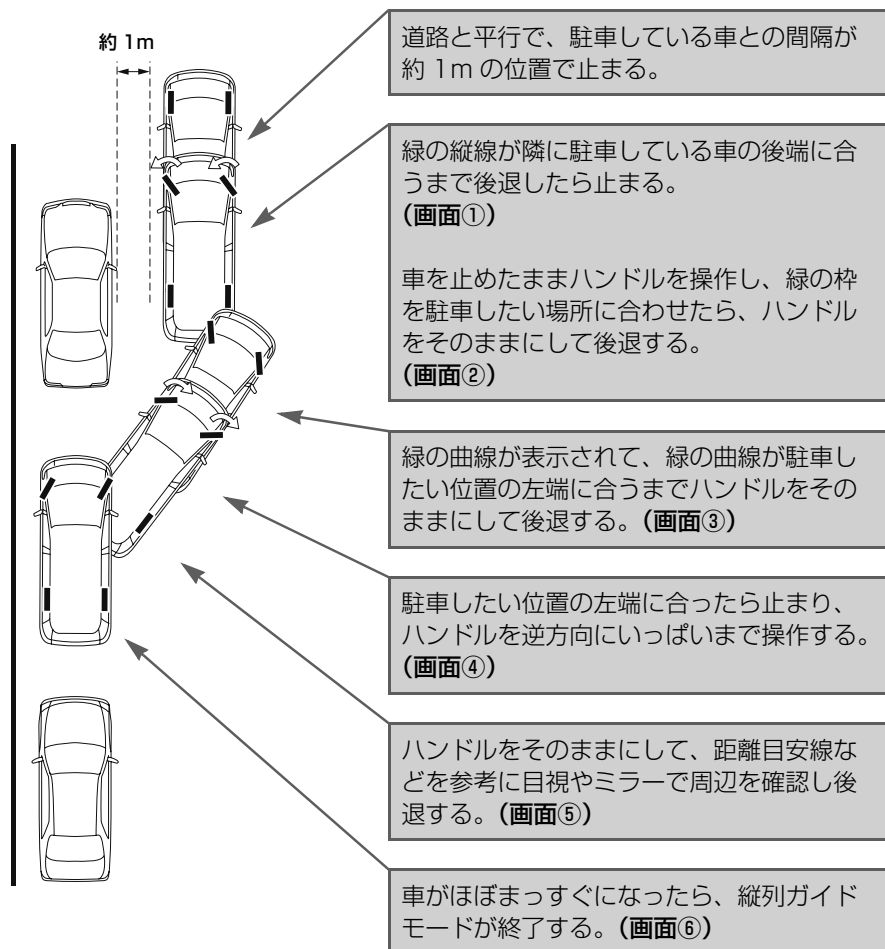 約 1m
道路と平行で、駐車している車との間隔が
約 1m の位置で止まる。
緑の縦線が隣に駐車している車の後端に合
うまで後退したら止まる。
(画面①)
車を止めたままハンドルを操作し、緑の枠
を駐車したい場所に合わせたら、ハンドル
をそのままにして後退する。
(画面②)
緑の曲線が表示されて、緑の曲線が駐車し
たい位置の左端に合うまでハンドルをその
ままにして後退する。(画面③)
駐車したい位置の左端に合ったら止まり、
ハンドルを逆方向にいっぱいまで操作する。
(画面④)
ハンドルをそのままにして、距離目安線な
どを参考に目視やミラーで周辺を確認し後
退する。(画面⑤)
車がほぼまっすぐになったら、縦列ガイド
モードが終了する。(画面⑥)